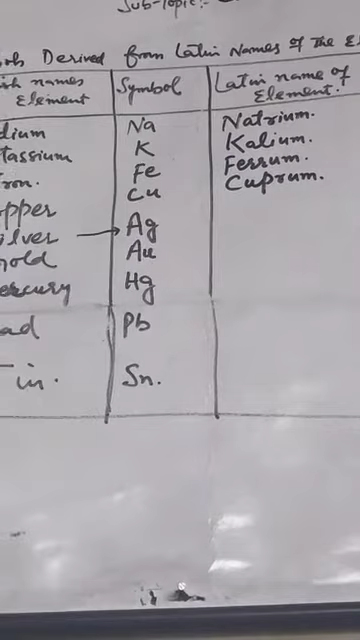 Sub-Topic:-
Derived from Latin Names of The
names Element Symbol Latin name of Element.
dium Na Natrium.
tassium K Kalium.
ron. Fe Ferrum.
pper Cu Cuprum.
ilver → Ag
old Au
ercury Hg
ad Pb
in. Sn.